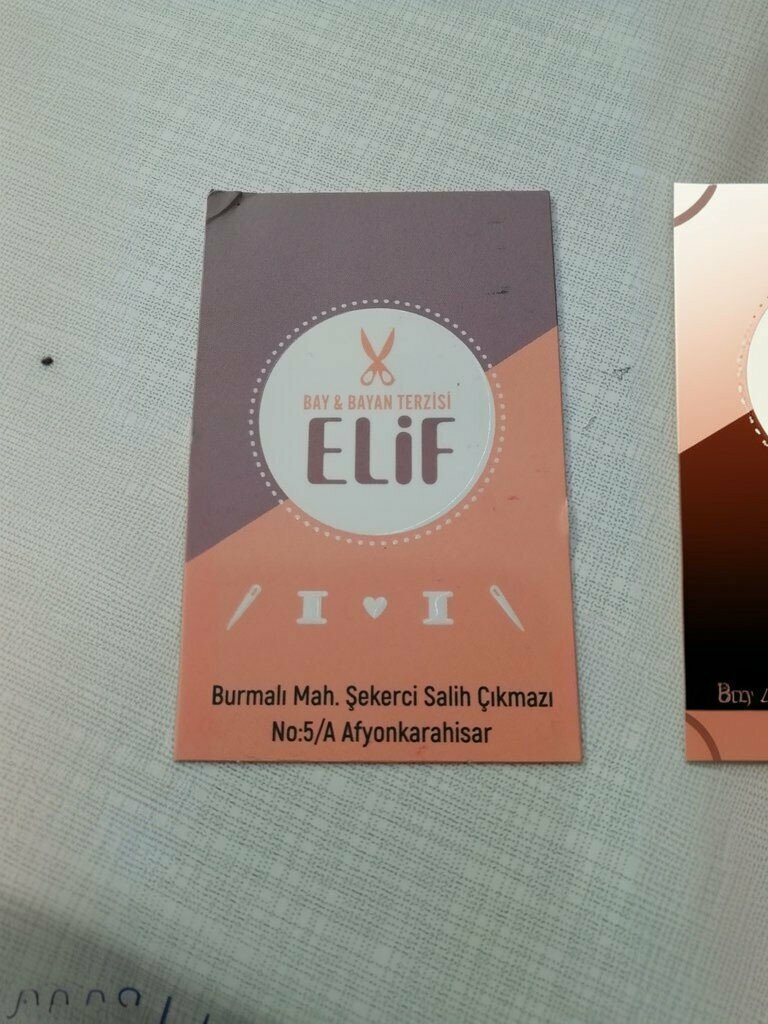 BAY & BAYAN TERZİSİ
ELiF
Burmalı Mah. Şekerci Salih Çıkmazı
No:5/A Afyonkarahisar